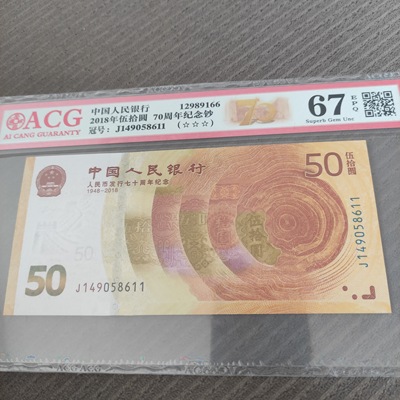 ACG
AI CANG GUARANTY
中国人民银行 12989166
2018年伍拾圆 70周年纪念钞
冠号: J149058611 (☆☆☆)
67 EPQ
Superb Gem Unc
中国人民银行
人民币发行七十周年纪念
1948-2018
50 伍拾圆
J149058611
50
50
J149058611